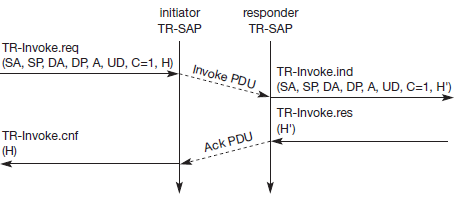 initiator
TR-SAP
responder
TR-SAP
TR-Invoke.req
(SA, SP, DA, DP, A, UD, C=1, H)
Invoke PDU
TR-Invoke.ind
(SA, SP, DA, DP, A, UD, C=1, H')
TR-Invoke.res
(H')
TR-Invoke.cnf
(H)
Ack PDU